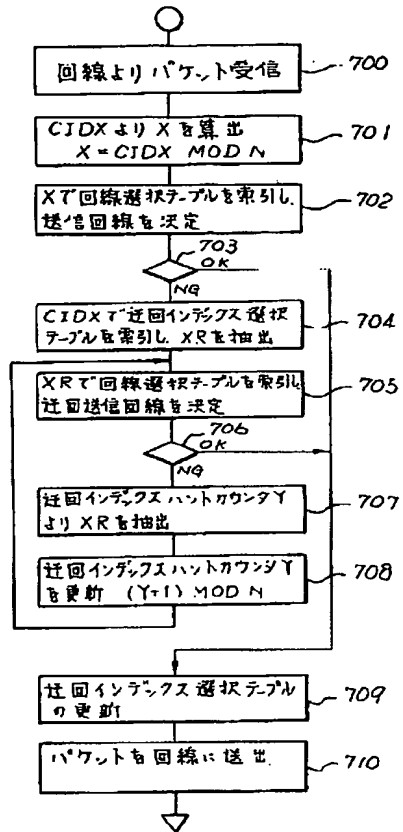 回線よりパケット受信
700
CIDXよりXを算出
X=CIDX MOD N
701
Xで回線選択テーブルを索引し、
送信回線を決定
702
703
OK
NG
CIDXで迂回インデックス選択
テーブルを索引し XRを抽出
704
XRで回線選択テーブルを索引し
迂回送信回線を決定
705
706
OK
NG
迂回インデックスハントカウンタY
よりXRを抽出
707
迂回インデックスハントカウンタY
を更新 (Y+1) MOD N
708
迂回インデックス選択テーブル
の更新
709
パケットを回線に送出
710